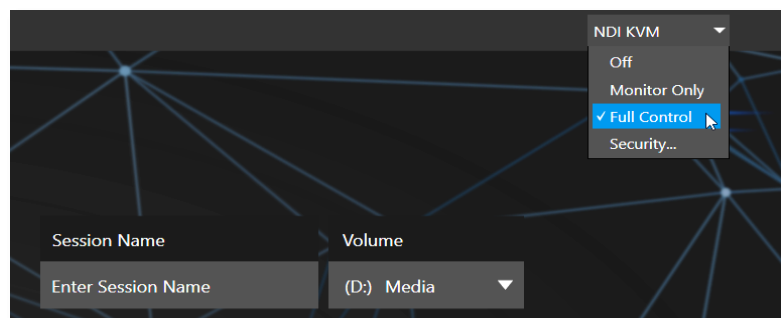 NDI KVM
Off
Monitor Only
✓ Full Control
Security...
Session Name
Volume
Enter Session Name
(D:) Media